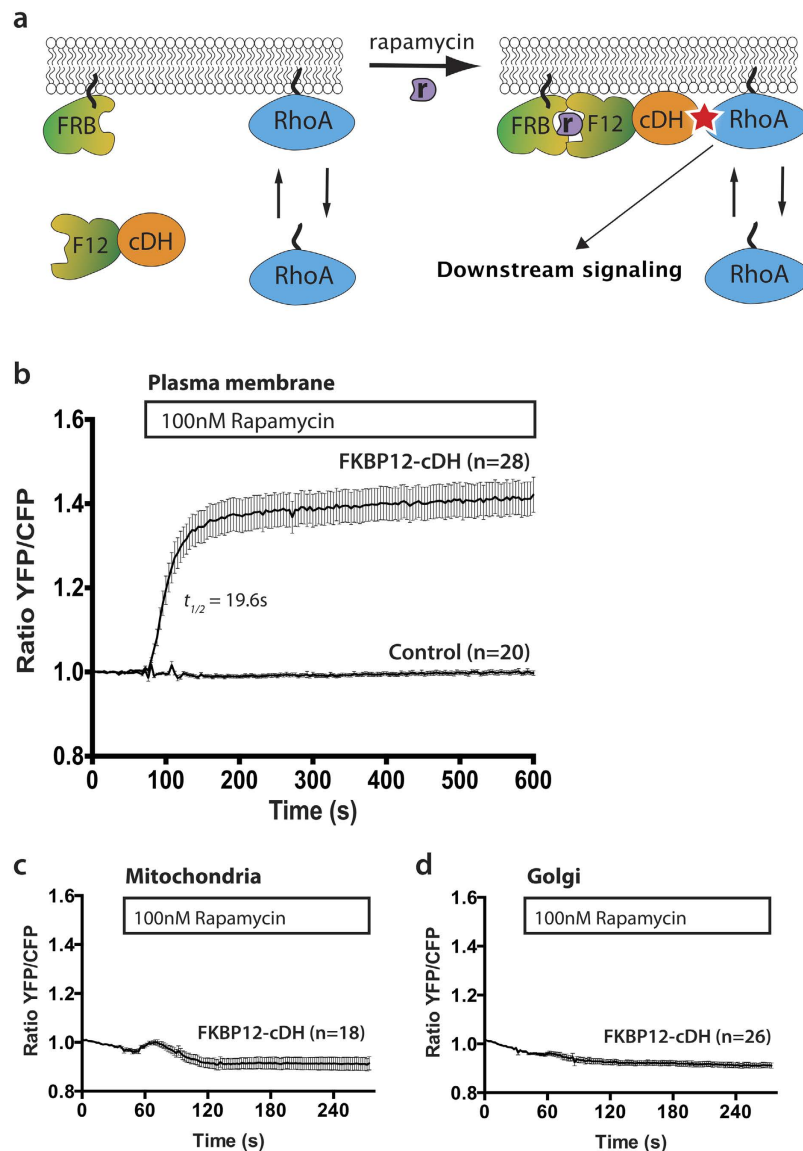 a
rapamycin
r
FRB
RhoA
FRB
r
F12
cDH
RhoA
F12
cDH
RhoA
Downstream signaling
RhoA
b
Plasma membrane
100nM Rapamycin
FKBP12-cDH (n=28)
t1/2 = 19.6s
Control (n=20)
Ratio YFP/CFP
1.6
1.4
1.2
1.0
0.8
0 100 200 300 400 500 600
Time (s)
c
Mitochondria
100nM Rapamycin
FKBP12-cDH (n=18)
Ratio YFP/CFP
1.6
1.4
1.2
1.0
0.8
0 60 120 180 240
Time (s)
d
Golgi
100nM Rapamycin
FKBP12-cDH (n=26)
Ratio YFP/CFP
1.6
1.4
1.2
1.0
0.8
0 60 120 180 240
Time (s)